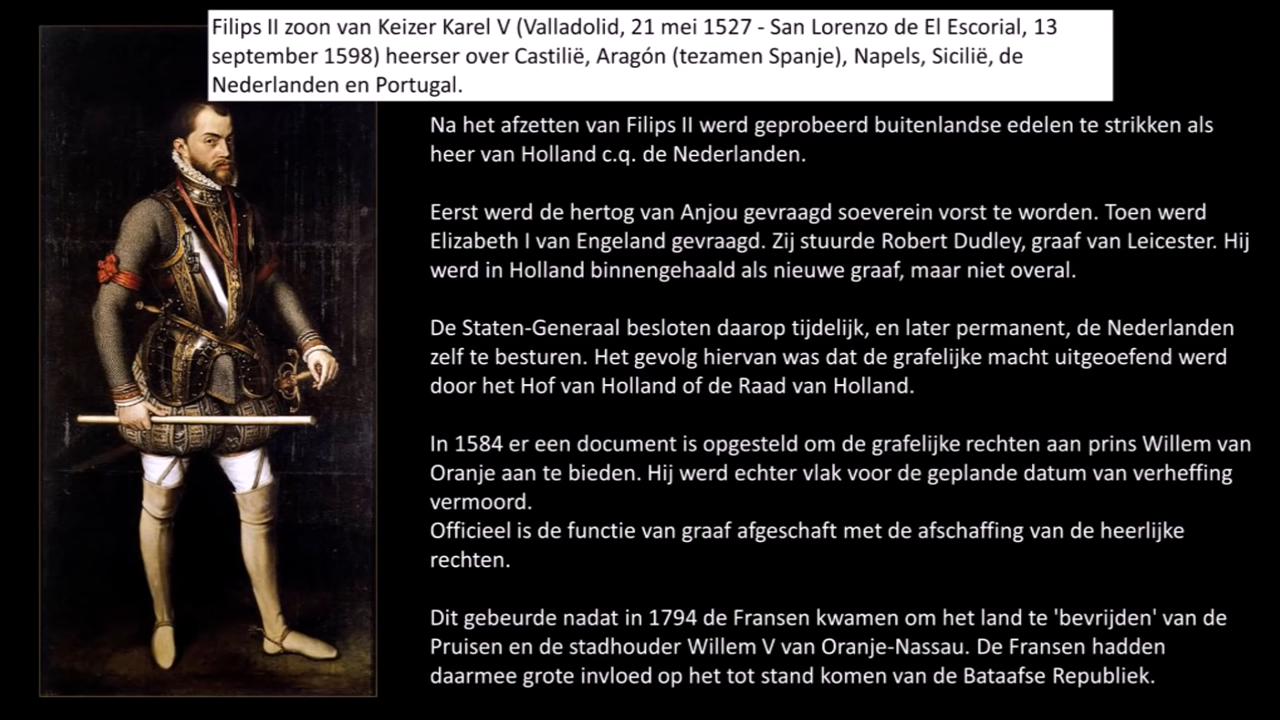 Filips II zoon van Keizer Karel V (Valladolid, 21 mei 1527 - San Lorenzo de El Escorial, 13
september 1598) heerser over Castilië, Aragón (tezamen Spanje), Napels, Sicilië, de
Nederlanden en Portugal.
Na het afzetten van Filips II werd geprobeerd buitenlandse edelen te strikken als
heer van Holland c.q. de Nederlanden.
Eerst werd de hertog van Anjou gevraagd soeverein vorst te worden. Toen werd
Elizabeth I van Engeland gevraagd. Zij stuurde Robert Dudley, graaf van Leicester. Hij
werd in Holland binnengehaald als nieuwe graaf, maar niet overal.
De Staten-Generaal besloten daarop tijdelijk, en later permanent, de Nederlanden
zelf te besturen. Het gevolg hiervan was dat de grafelijke macht uitgeoefend werd
door het Hof van Holland of de Raad van Holland.
In 1584 er een document is opgesteld om de grafelijke rechten aan prins Willem van
Oranje aan te bieden. Hij werd echter vlak voor de geplande datum van verheffing
vermoord.
Officieel is de functie van graaf afgeschaft met de afschaffing van de heerlijke
rechten.
Dit gebeurde nadat in 1794 de Fransen kwamen om het land te 'bevrijden' van de
Pruisen en de stadhouder Willem V van Oranje-Nassau. De Fransen hadden
daarmee grote invloed op het tot stand komen van de Bataafse Republiek.